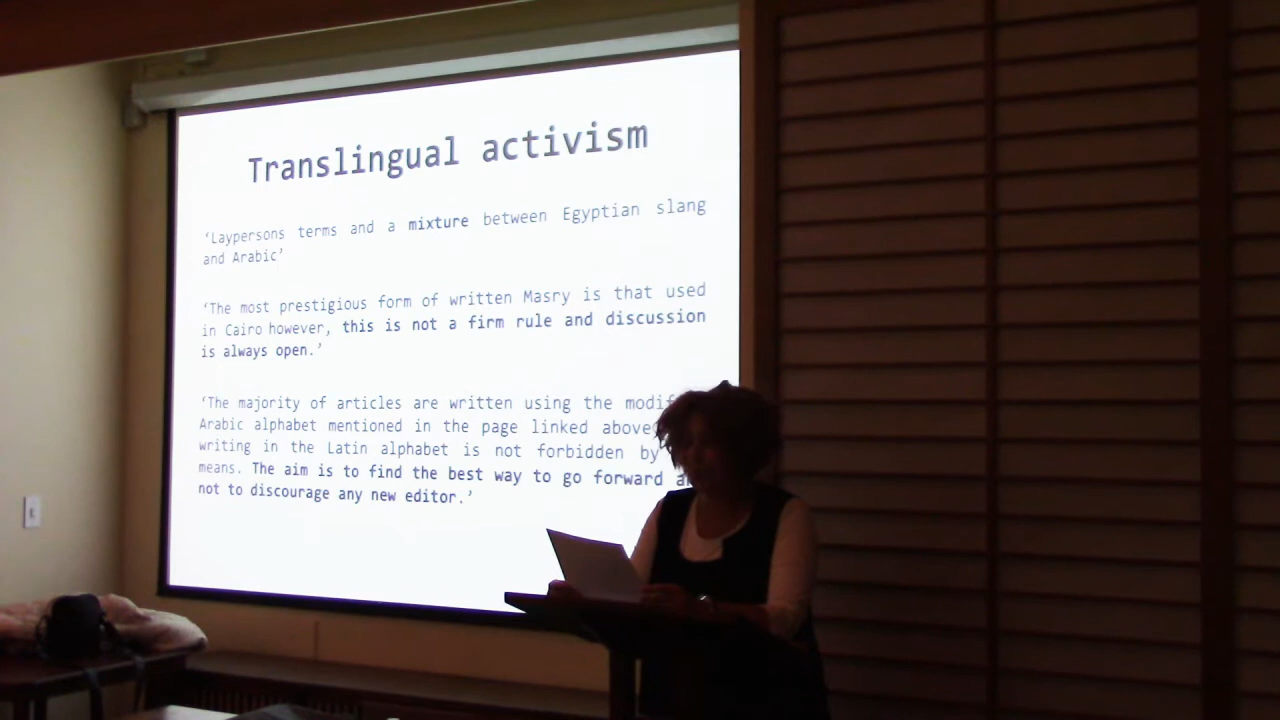 Translingual activism
‘Laypersons terms and a mixture between Egyptian slang
and Arabic’
‘The most prestigious form of written Masry is that used
in Cairo however, this is not a firm rule and discussion
is always open.’
‘The majority of articles are written using the
Arabic alphabet mentioned in the page linked above
writing in the Latin alphabet is not forbidden by
means. The aim is to find the best way to go forward
not to discourage any new editor.’